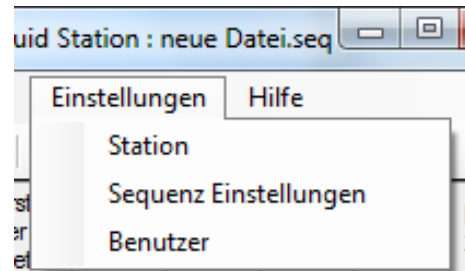 uid Station : neue Datei.seq
Einstellungen Hilfe
Station
Sequenz Einstellungen
Benutzer